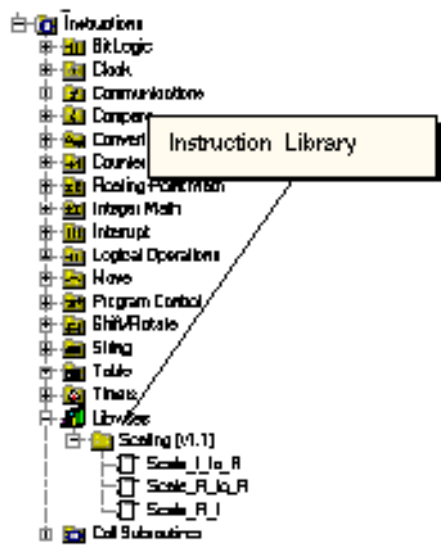 Instructions
Bit Logic
Clock
Communications
Compare
Convert
Instruction Library
Counter
Floating-Point Math
Integer Math
Interrupt
Logical Operations
Move
Program Control
Shift/Rotate
String
Table
Timers
Libraries
Scaling (v1.1)
Scale_I_to_R
Scale_R_to_R
Scale_R_I
Call Subroutines